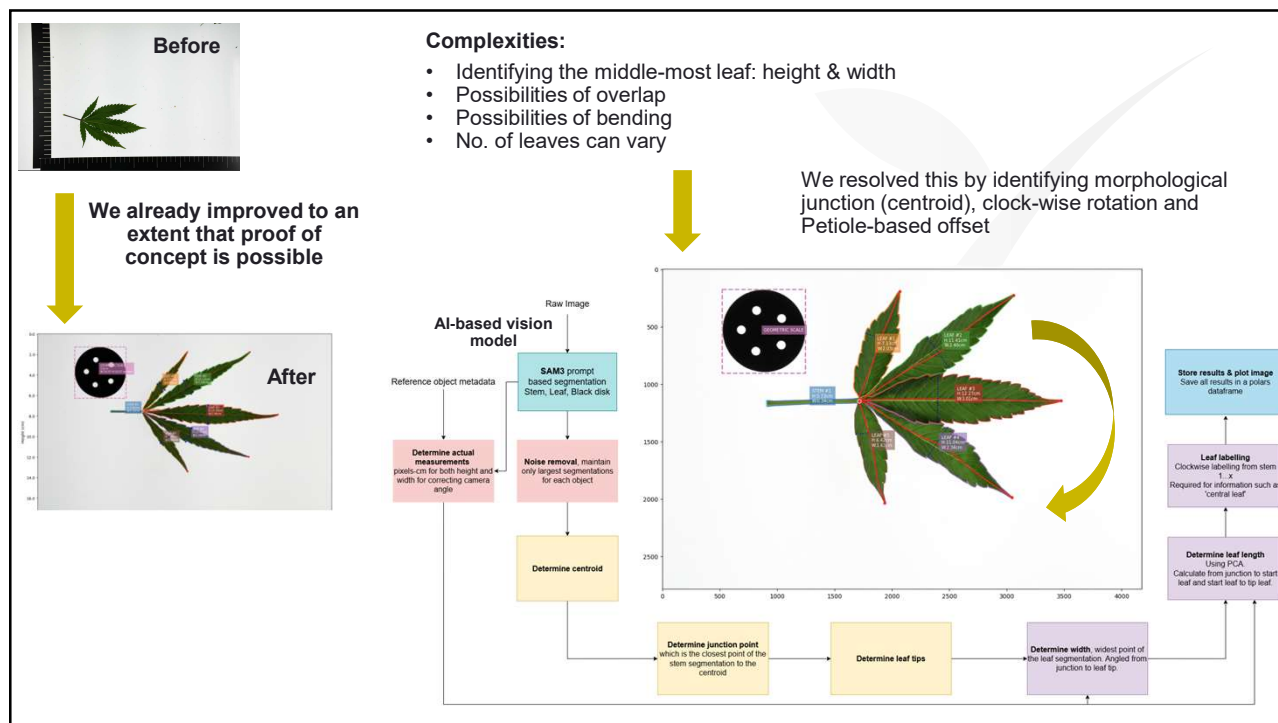 Before
Complexities:
• Identifying the middle-most leaf: height & width
• Possibilities of overlap
• Possibilities of bending
• No. of leaves can vary
We already improved to an
extent that proof of
concept is possible
We resolved this by identifying morphological
junction (centroid), clock-wise rotation and
Petiole-based offset
After
Raw Image
AI-based vision
model
SAM3 prompt
based segmentation
Stem, Leaf, Black disk
Reference object metadata
Determine actual
measurements
pixels-cm for both height and
width for correcting camera
angle
Noise removal, maintain
only largest segmentations
for each object
Determine centroid
Determine junction point
which is the closest point of the
stem segmentation to the
centroid
Determine leaf tips
Determine width, widest point of
the leaf segmentation. Angled from
junction to leaf tip.
Determine leaf length
Using PCA.
Calculate from junction to start
leaf and start leaf to tip leaf.
Leaf labelling
Clockwise labelling from stem
1...x
Required for information such as
'central leaf'
Store results & plot image
Save all results in a polars
dataframe
GEOMETRIC SCALE
0
500
1000
1500
2000
2500
0 500 1000 1500 2000 2500 3000 3500 4000